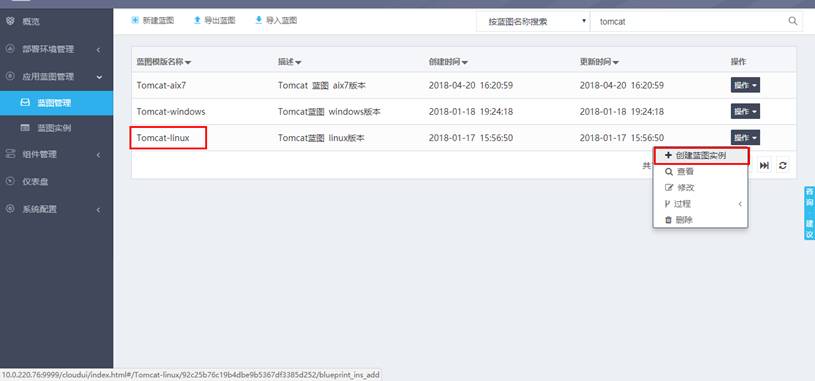 概览
部署环境管理
应用蓝图管理
蓝图管理
蓝图实例
组件管理
仪表盘
系统配置
新建蓝图 导出蓝图 导入蓝图 按蓝图名称搜索 tomcat
蓝图模版名称 描述 创建时间 更新时间 操作
Tomcat-aix7 Tomcat 蓝图 aix7版本 2018-04-20 16:20:59 2018-04-20 16:20:59 操作
Tomcat-windows Tomcat蓝图 windows版本 2018-01-18 19:24:18 2018-01-18 19:24:18 操作
Tomcat-linux Tomcat蓝图 linux版本 2018-01-17 15:56:50 2018-01-17 15:56:50 操作
共
创建蓝图实例
查看
修改
过程
删除
咨询·建议
10.0.220.76:9999/cloudui/index.html#/Tomcat-linux/92c25b76c19b4dbe9b5367df3385d252/blueprint_ins_add